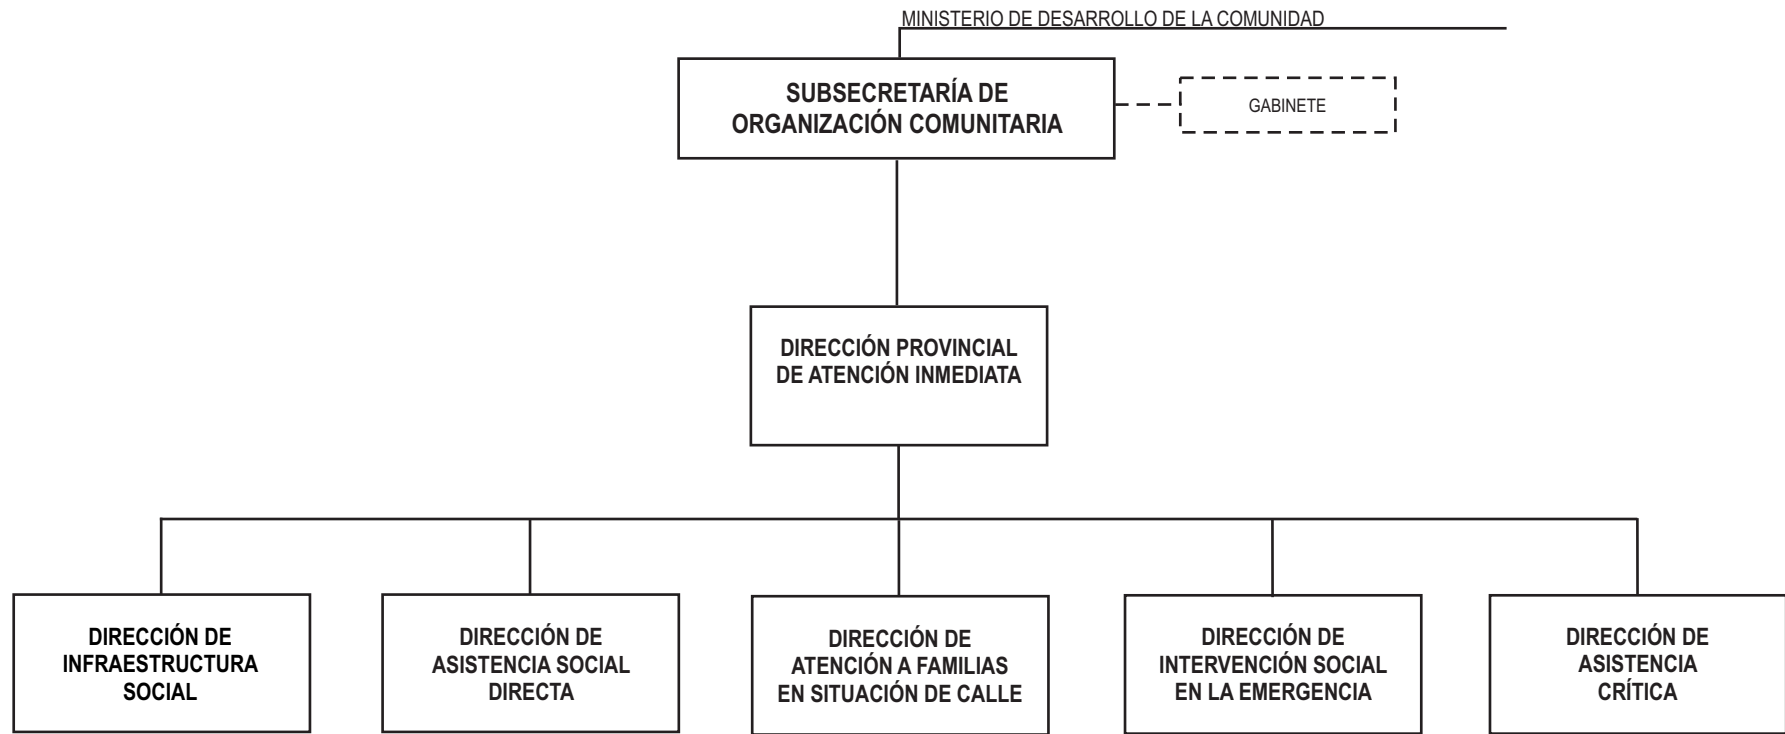 MINISTERIO DE DESARROLLO DE LA COMUNIDAD
SUBSECRETARÍA DE
ORGANIZACIÓN COMUNITARIA
GABINETE
DIRECCIÓN PROVINCIAL
DE ATENCIÓN INMEDIATA
DIRECCIÓN DE
INFRAESTRUCTURA
SOCIAL
DIRECCIÓN DE
ASISTENCIA SOCIAL
DIRECTA
DIRECCIÓN DE
ATENCIÓN A FAMILIAS
EN SITUACIÓN DE CALLE
DIRECCIÓN DE
INTERVENCIÓN SOCIAL
EN LA EMERGENCIA
DIRECCIÓN DE
ASISTENCIA
CRÍTICA